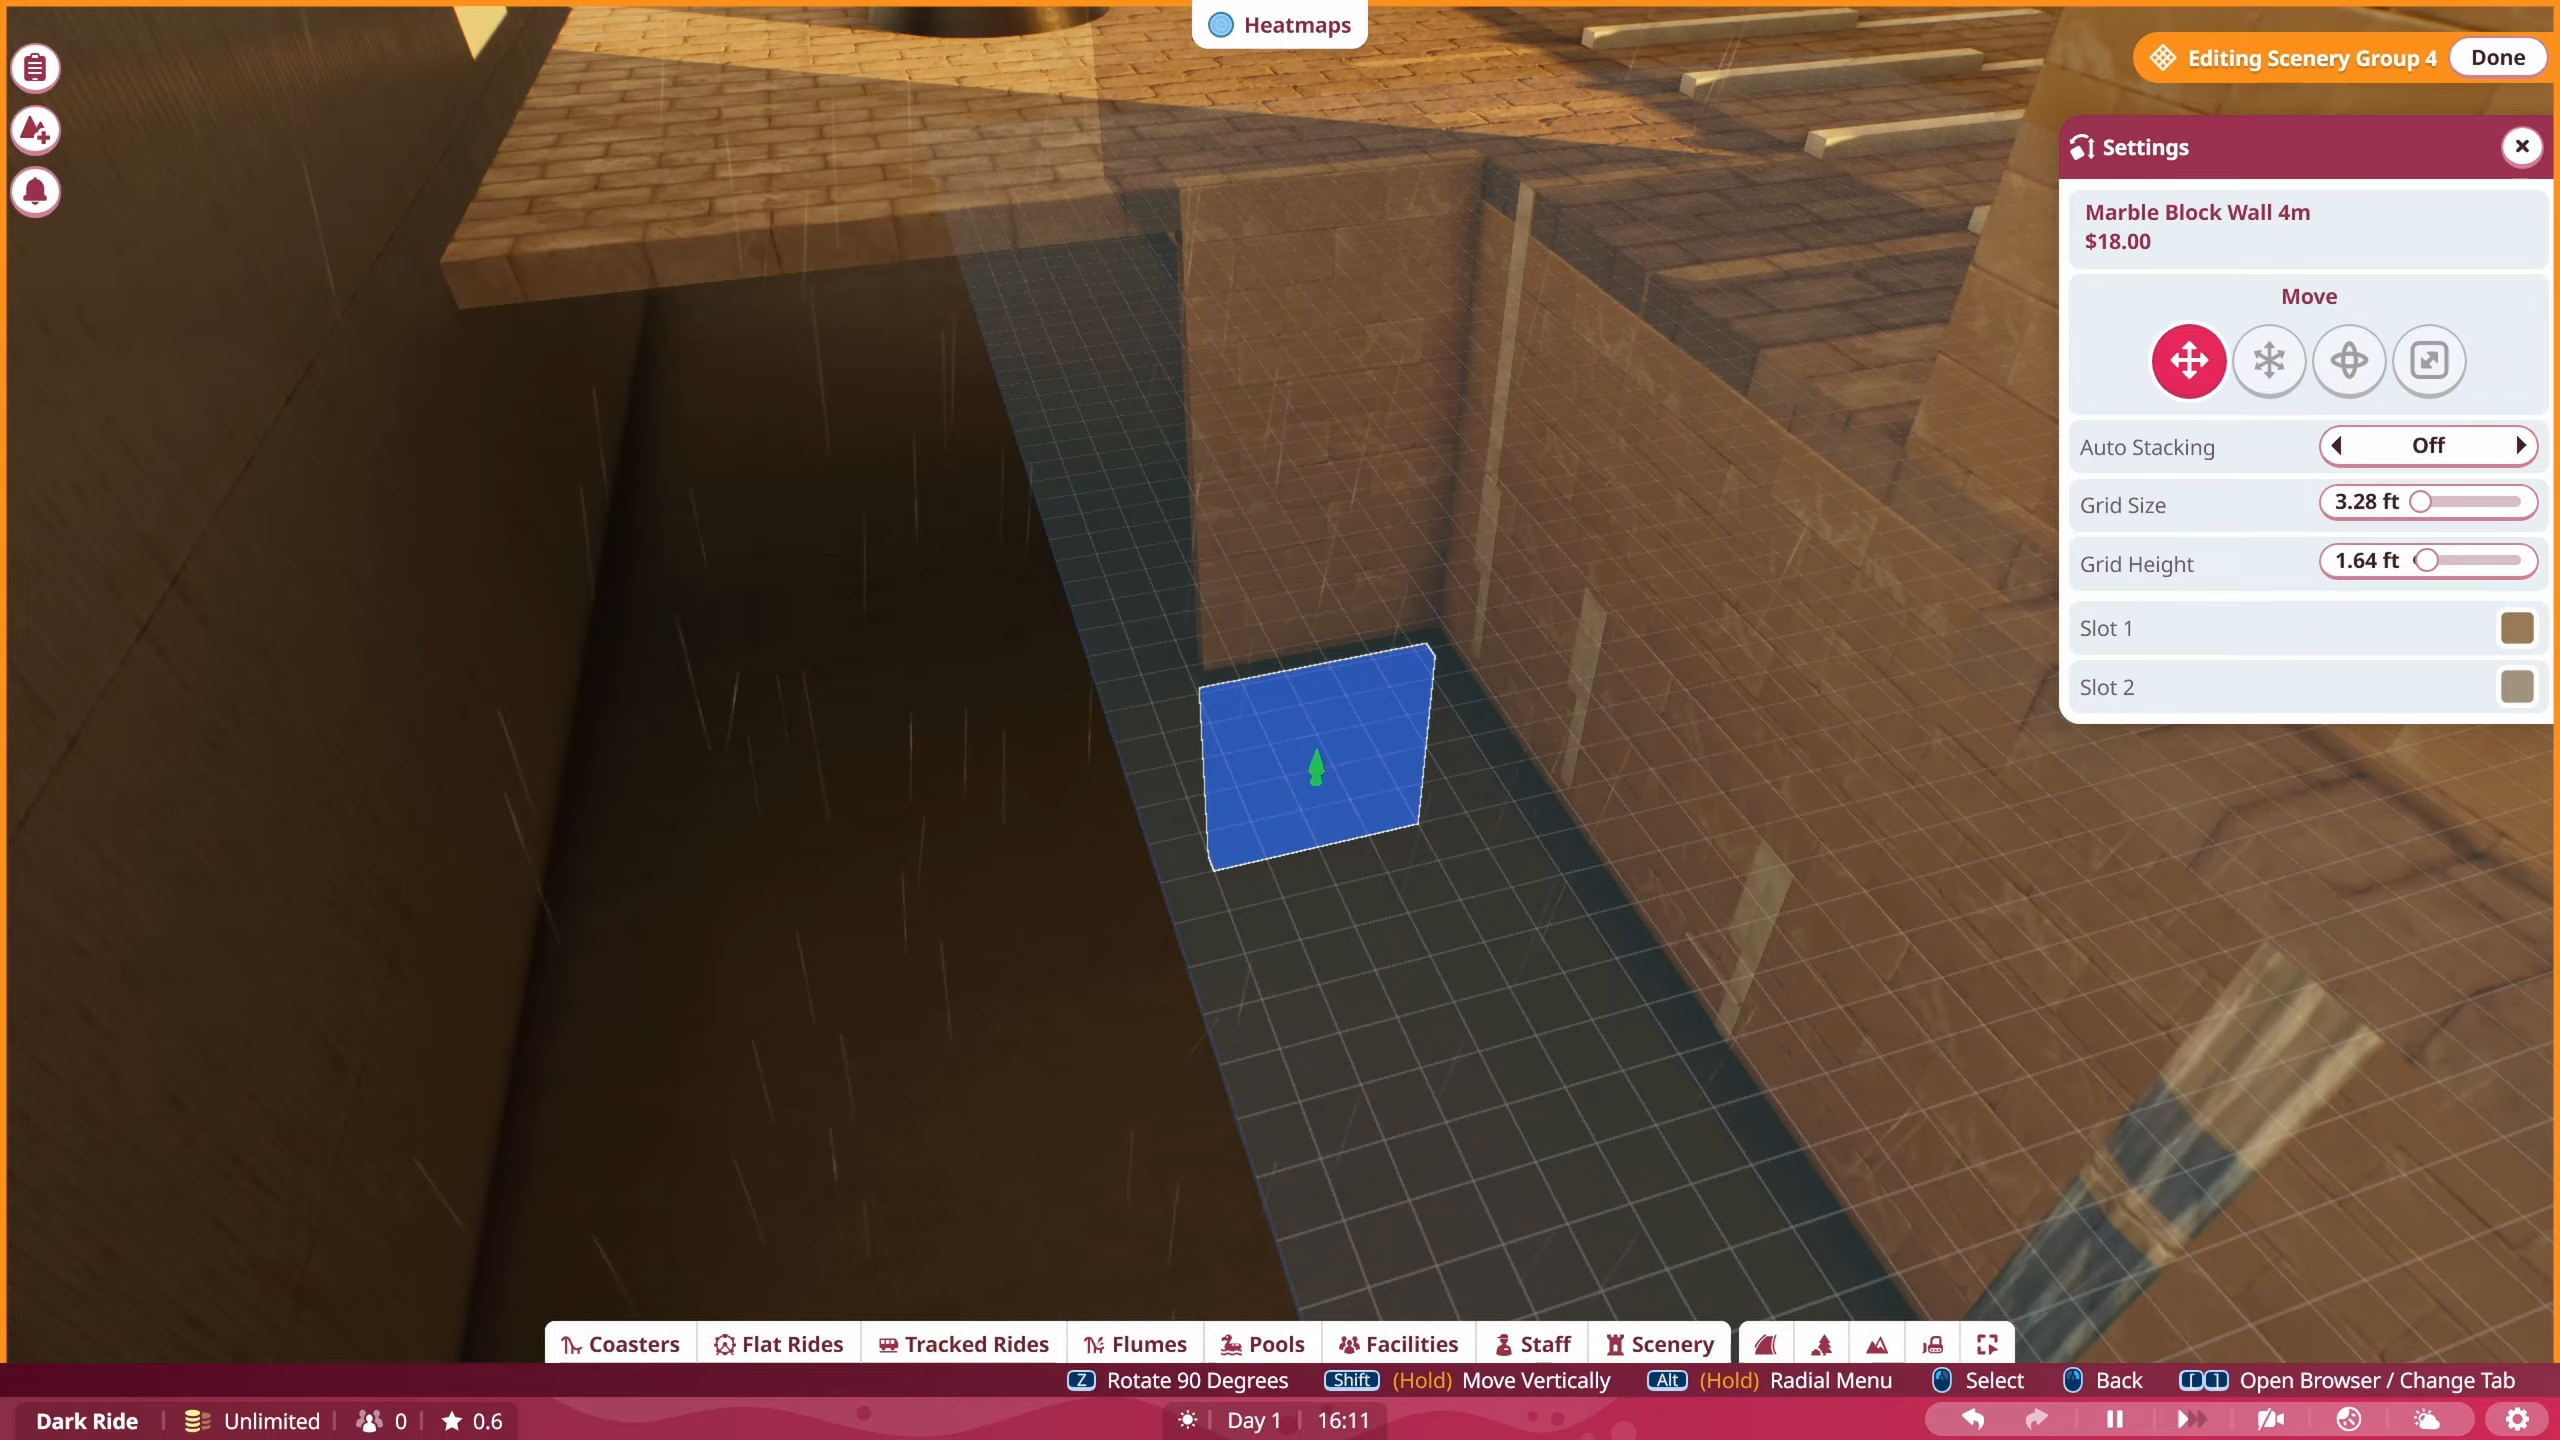 Heatmaps
Editing Scenery Group 4
Done
Settings
Marble Block Wall 4m
$18.00
Move
Auto Stacking
Off
Grid Size
3.28 ft
Grid Height
1.64 ft
Slot 1
Slot 2
Coasters
Flat Rides
Tracked Rides
Flumes
Pools
Facilities
Staff
Scenery
Z Rotate 90 Degrees
Shift (Hold) Move Vertically
Alt (Hold) Radial Menu
Select
Back
[ ] Open Browser / Change Tab
Dark Ride
Unlimited
0
0.6
Day 1
16:11